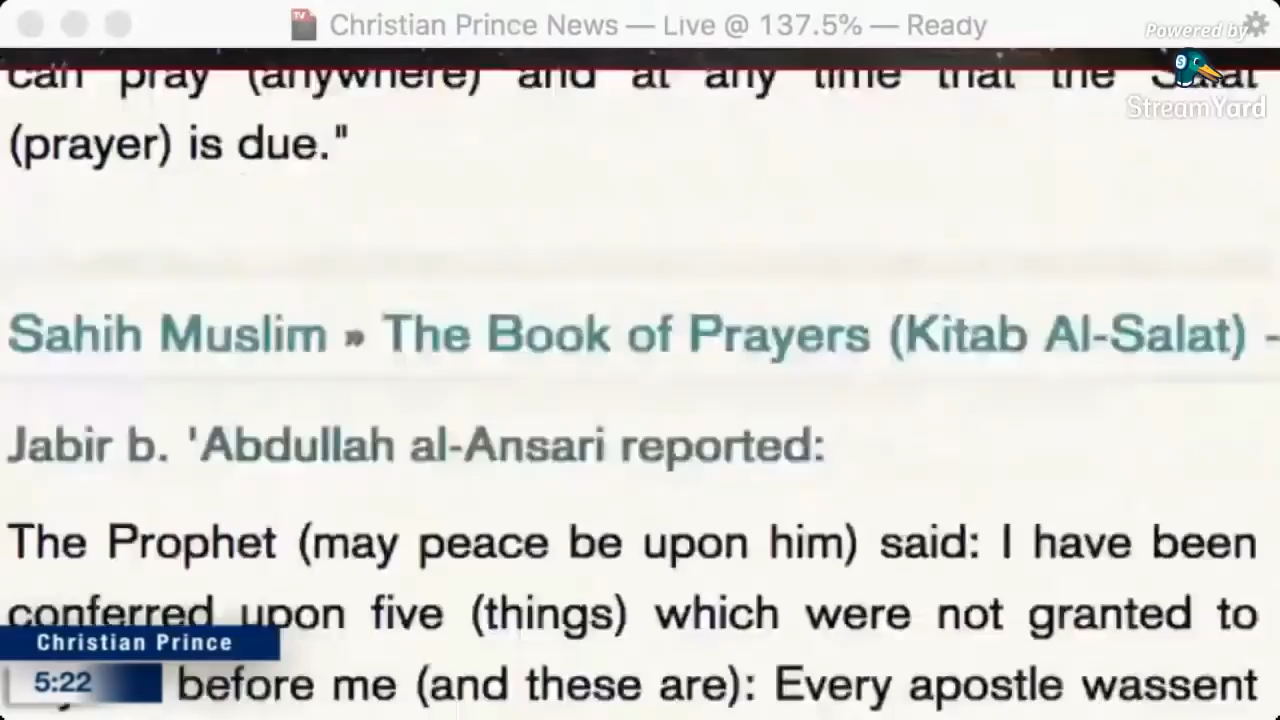 Christian Prince News — Live @ 137.5% — Ready
Powered by
StreamYard
can pray (anywhere) and at any time that the Salat
(prayer) is due."
Sahih Muslim » The Book of Prayers (Kitab Al-Salat) -
Jabir b. 'Abdullah al-Ansari reported:
The Prophet (may peace be upon him) said: I have been
conferred upon five (things) which were not granted to
Christian Prince
5:22
before me (and these are): Every apostle wassent